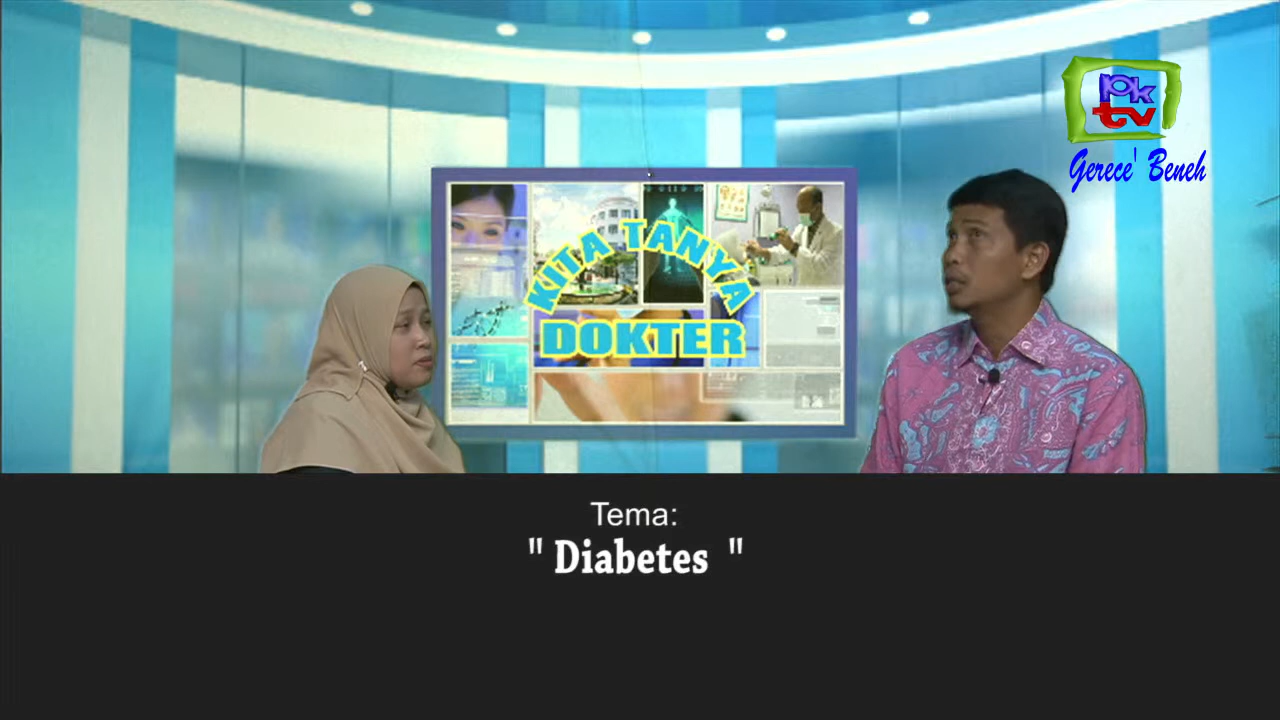 PK
tv
Gerece' Beneh
KITA TANYA
DOKTER
Tema:
" Diabetes "